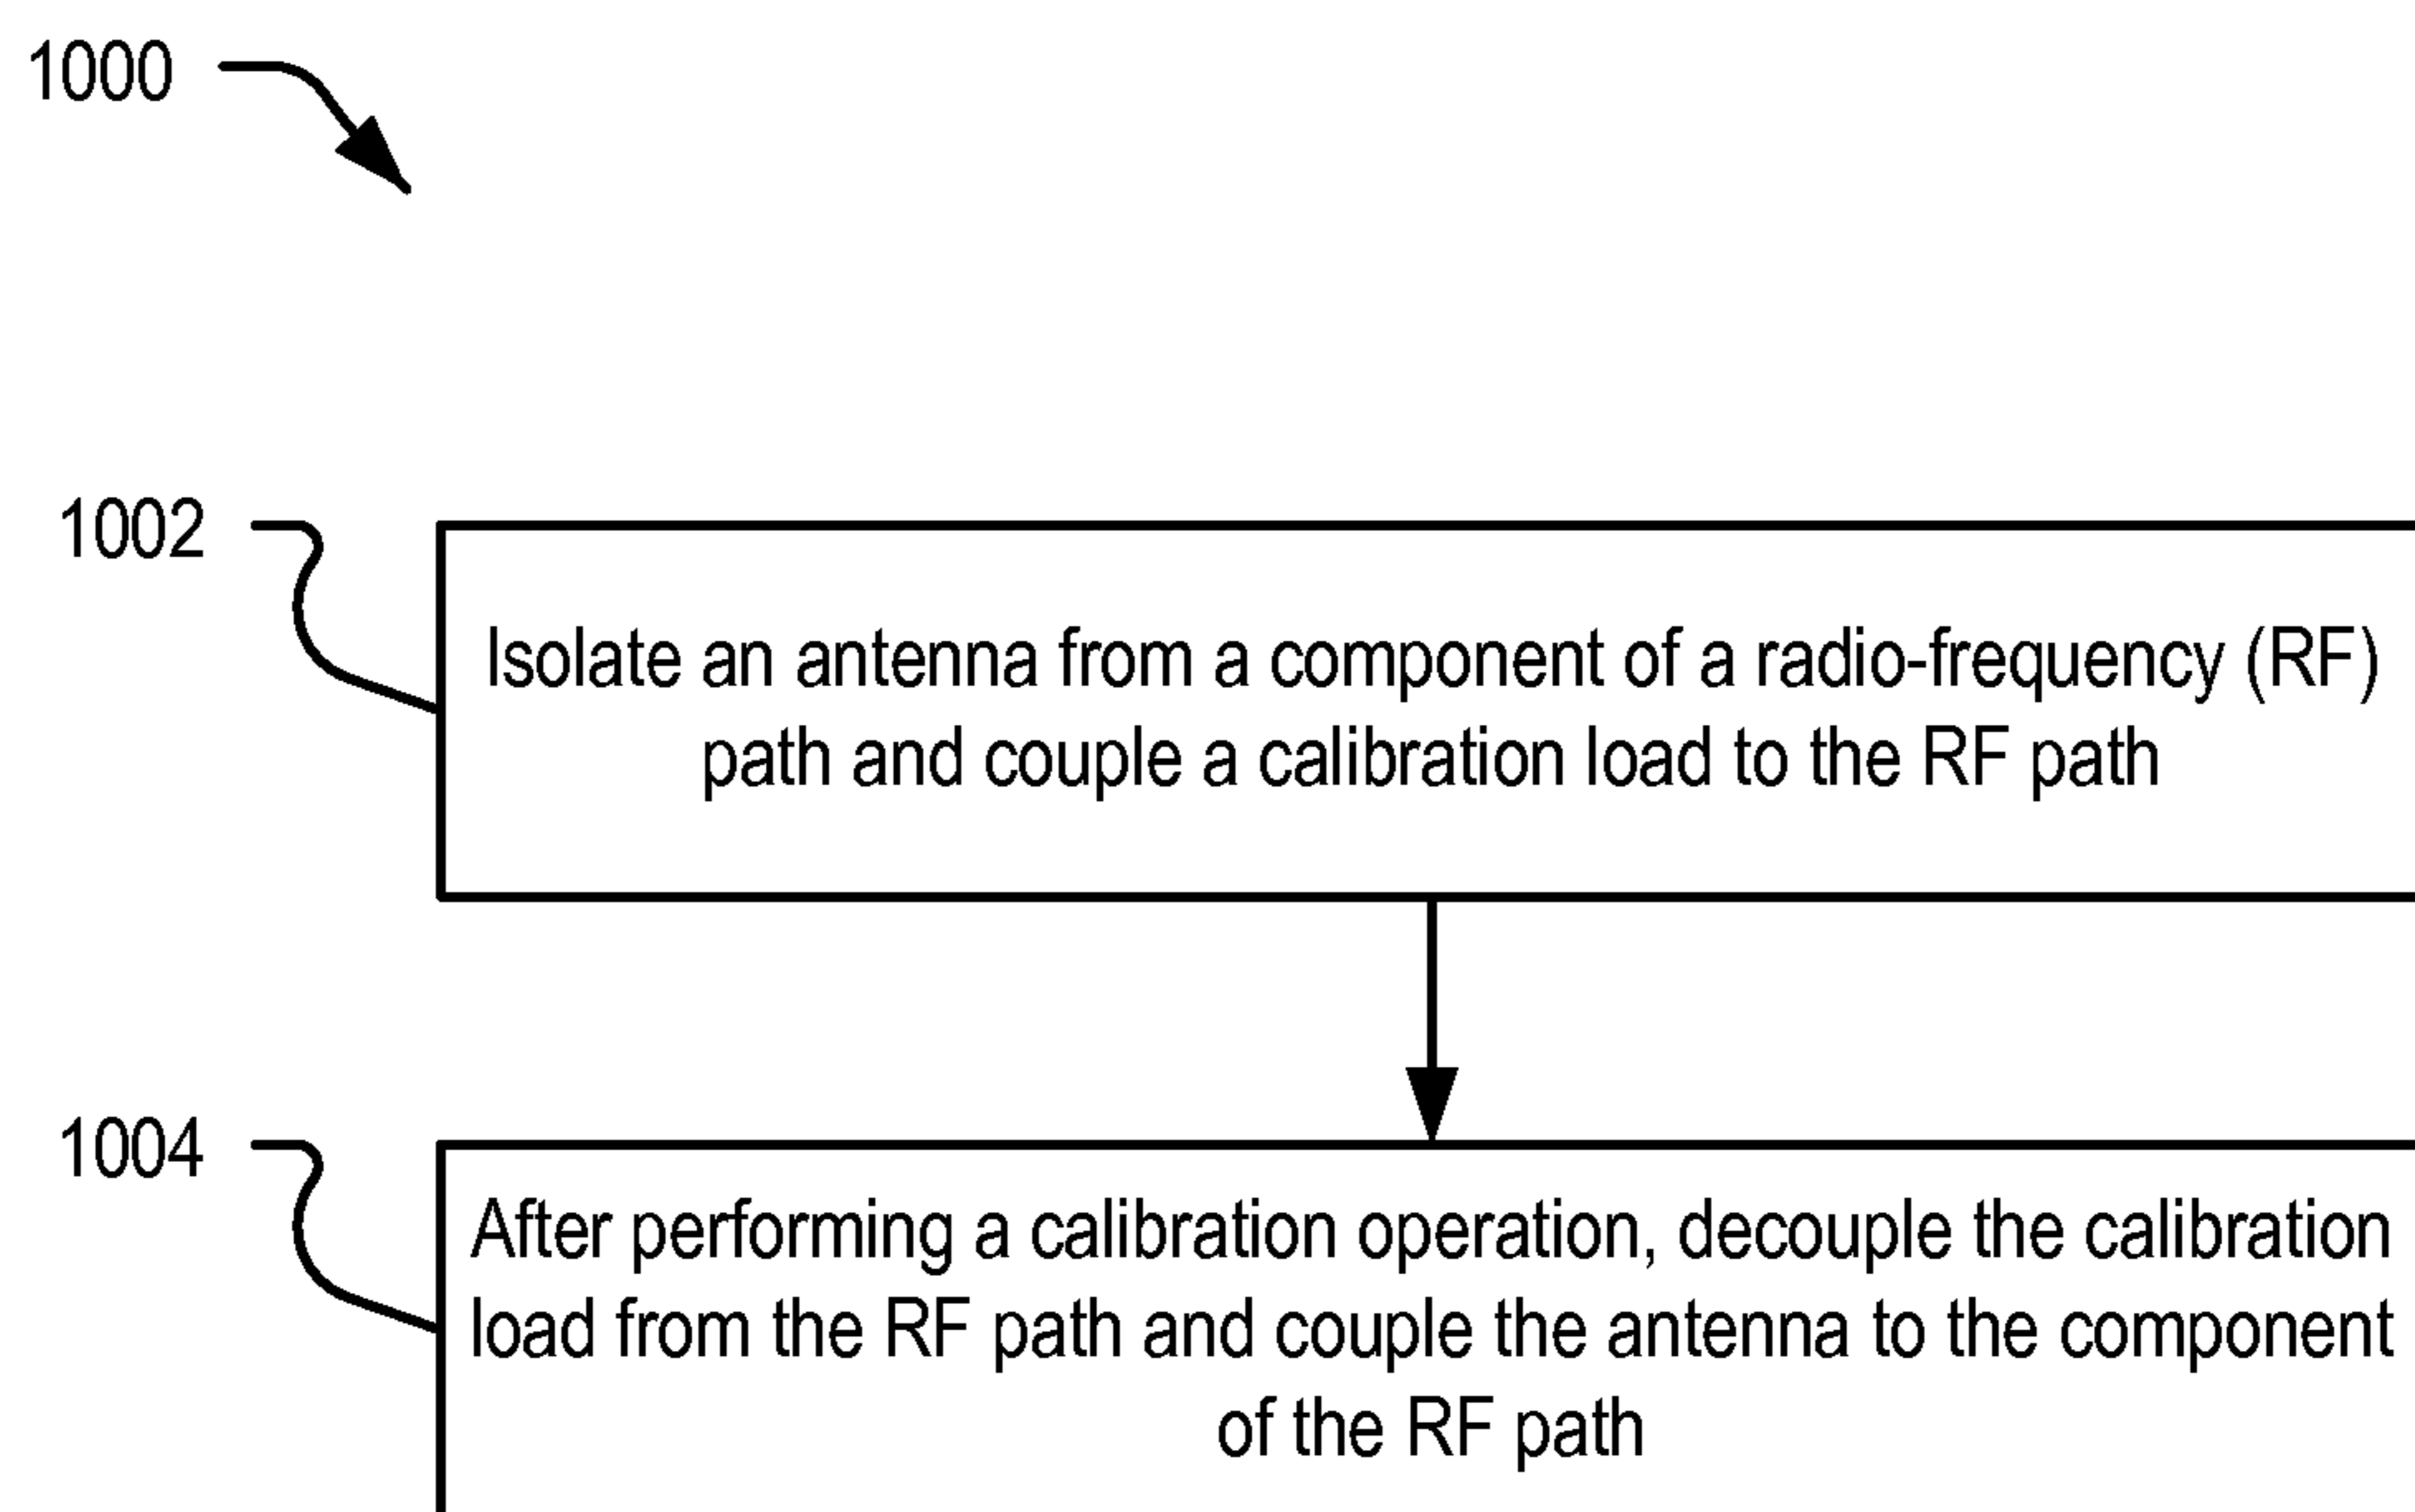 1000
1002
Isolate an antenna from a component of a radio-frequency (RF)
path and couple a calibration load to the RF path
1004
After performing a calibration operation, decouple the calibration
load from the RF path and couple the antenna to the component
of the RF path